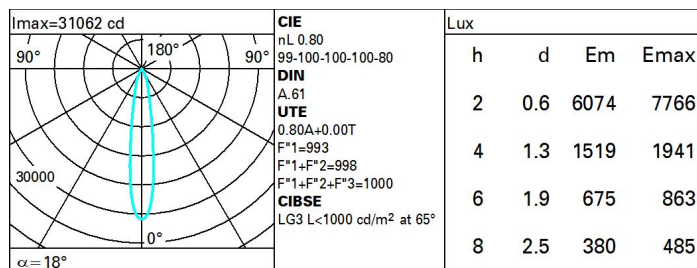 Imax=31062 cd
90° 180° 90°
30000
0°
α=18°
CIE
nL 0.80
99-100-100-100-80
DIN
A.61
UTE
0.80A+0.00T
F"1=993
F"1+F"2=998
F"1+F"2+F"3=1000
CIBSE
LG3 L<1000 cd/m² at 65°
Lux
h d Em Emax
2 0.6 6074 7766
4 1.3 1519 1941
6 1.9 675 863
8 2.5 380 485